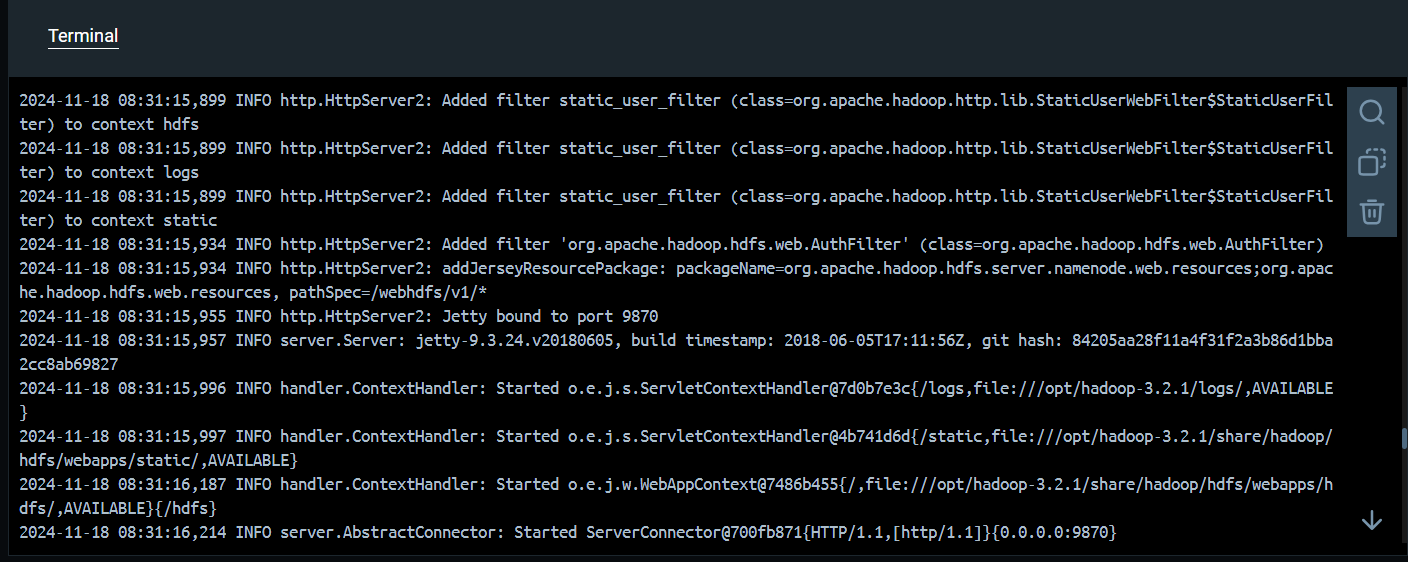 Terminal
2024-11-18 08:31:15,899 INFO http.HttpServer2: Added filter static_user_filter (class=org.apache.hadoop.http.lib.StaticUserWebFilter$StaticUserFil
ter) to context hdfs
2024-11-18 08:31:15,899 INFO http.HttpServer2: Added filter static_user_filter (class=org.apache.hadoop.http.lib.StaticUserWebFilter$StaticUserFil
ter) to context logs
2024-11-18 08:31:15,899 INFO http.HttpServer2: Added filter static_user_filter (class=org.apache.hadoop.http.lib.StaticUserWebFilter$StaticUserFil
ter) to context static
2024-11-18 08:31:15,934 INFO http.HttpServer2: Added filter 'org.apache.hadoop.hdfs.web.AuthFilter' (class=org.apache.hadoop.hdfs.web.AuthFilter)
2024-11-18 08:31:15,934 INFO http.HttpServer2: addJerseyResourcePackage: packageName=org.apache.hadoop.hdfs.server.namenode.web.resources;org.apac
he.hadoop.hdfs.web.resources, pathSpec=/webhdfs/v1/*
2024-11-18 08:31:15,955 INFO http.HttpServer2: Jetty bound to port 9870
2024-11-18 08:31:15,957 INFO server.Server: jetty-9.3.24.v20180605, build timestamp: 2018-06-05T17:11:56Z, git hash: 84205aa28f11a4f31f2a3b86d1bba
2cc8ab69827
2024-11-18 08:31:15,996 INFO handler.ContextHandler: Started o.e.j.s.ServletContextHandler@7d0b7e3c{/logs,file:///opt/hadoop-3.2.1/logs/,AVAILABLE
}
2024-11-18 08:31:15,997 INFO handler.ContextHandler: Started o.e.j.s.ServletContextHandler@4b741d6d{/static,file:///opt/hadoop-3.2.1/share/hadoop/
hdfs/webapps/static/,AVAILABLE}
2024-11-18 08:31:16,187 INFO handler.ContextHandler: Started o.e.j.w.WebAppContext@7486b455{/,file:///opt/hadoop-3.2.1/share/hadoop/hdfs/webapps/h
dfs/,AVAILABLE}{/hdfs}
2024-11-18 08:31:16,214 INFO server.AbstractConnector: Started ServerConnector@700fb871{HTTP/1.1,[http/1.1]}{0.0.0.0:9870}